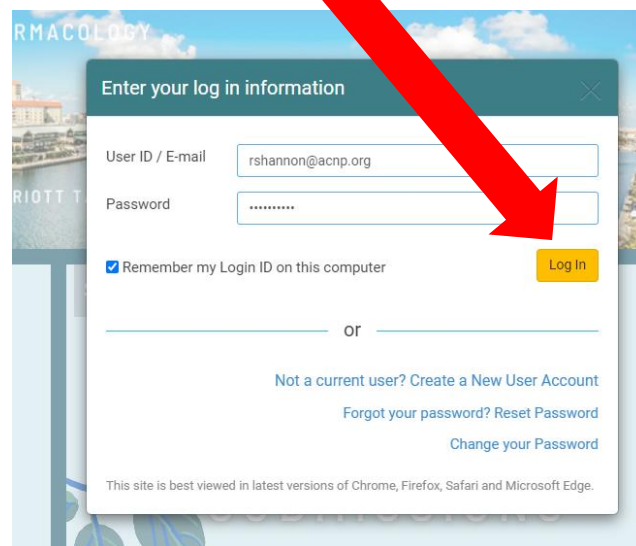 Enter your log in information
User ID / E-mail
rshannon@acnp.org
Password
••••••••••
Remember my Login ID on this computer
Log In
or
Not a current user? Create a New User Account
Forgot your password? Reset Password
Change your Password
This site is best viewed in latest versions of Chrome, Firefox, Safari and Microsoft Edge.